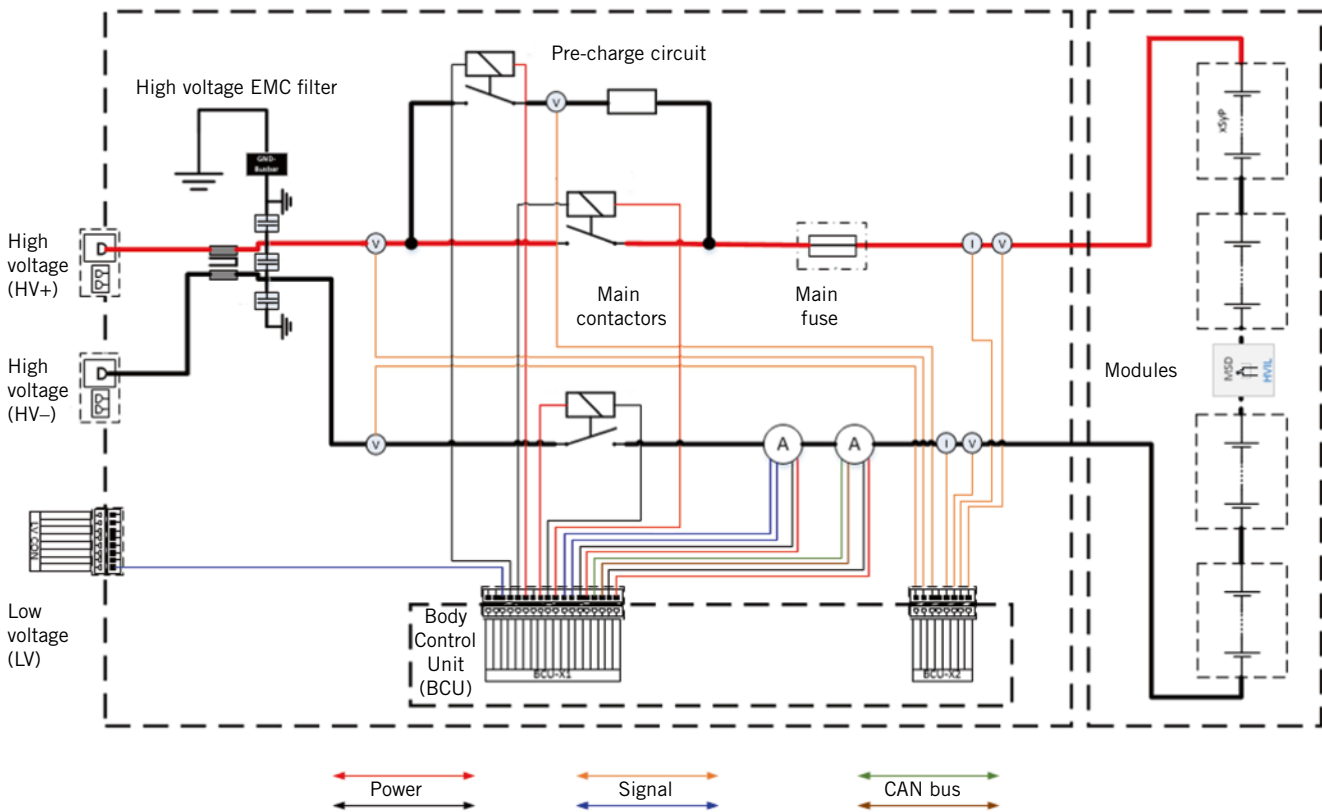 Pre-charge circuit
High voltage EMC filter
xSyP
GND-
Busbar
V
High
voltage
(HV+)
V
I
V
Main
contactors
Main
fuse
High
voltage
(HV–)
Modules
MSD
HVIL
V
A
A
I
V
LV CON
Low
voltage
(LV)
Body
Control
Unit
(BCU)
BCU-X1
BCU-X2
Power
Signal
CAN bus